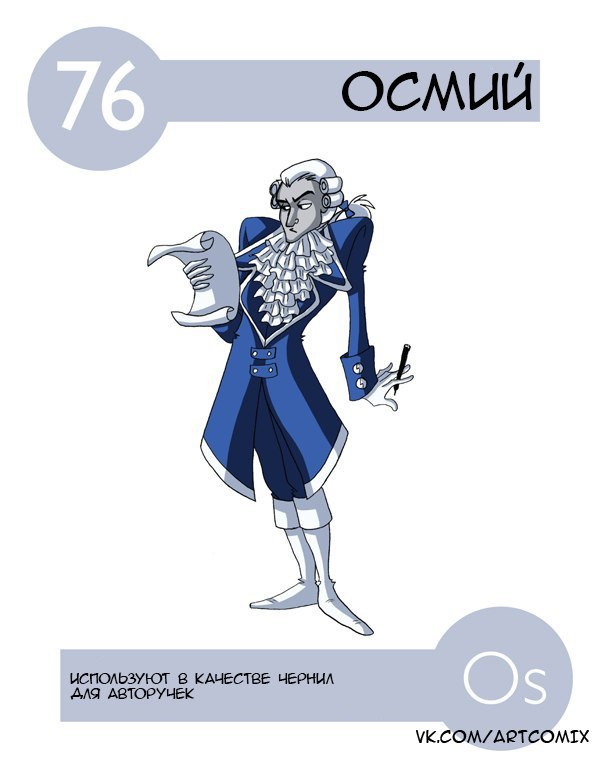 76
ОСМИЙ
ИСПОЛЬЗУЮТ В КАЧЕСТВЕ ЧЕРНИЛ
ДЛЯ АВТОРУЧЕК
Os
VK.COM/ARTCOMIX